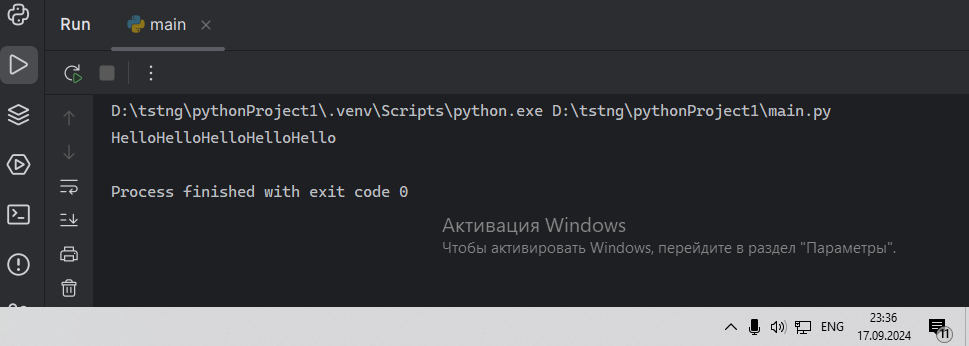 Run
main
D:\tstng\pythonProject1\.venv\Scripts\python.exe D:\tstng\pythonProject1\main.py
HelloHelloHelloHelloHello
Process finished with exit code 0
Активация Windows
Чтобы активировать Windows, перейдите в раздел "Параметры".
ENG
23:36
17.09.2024
11